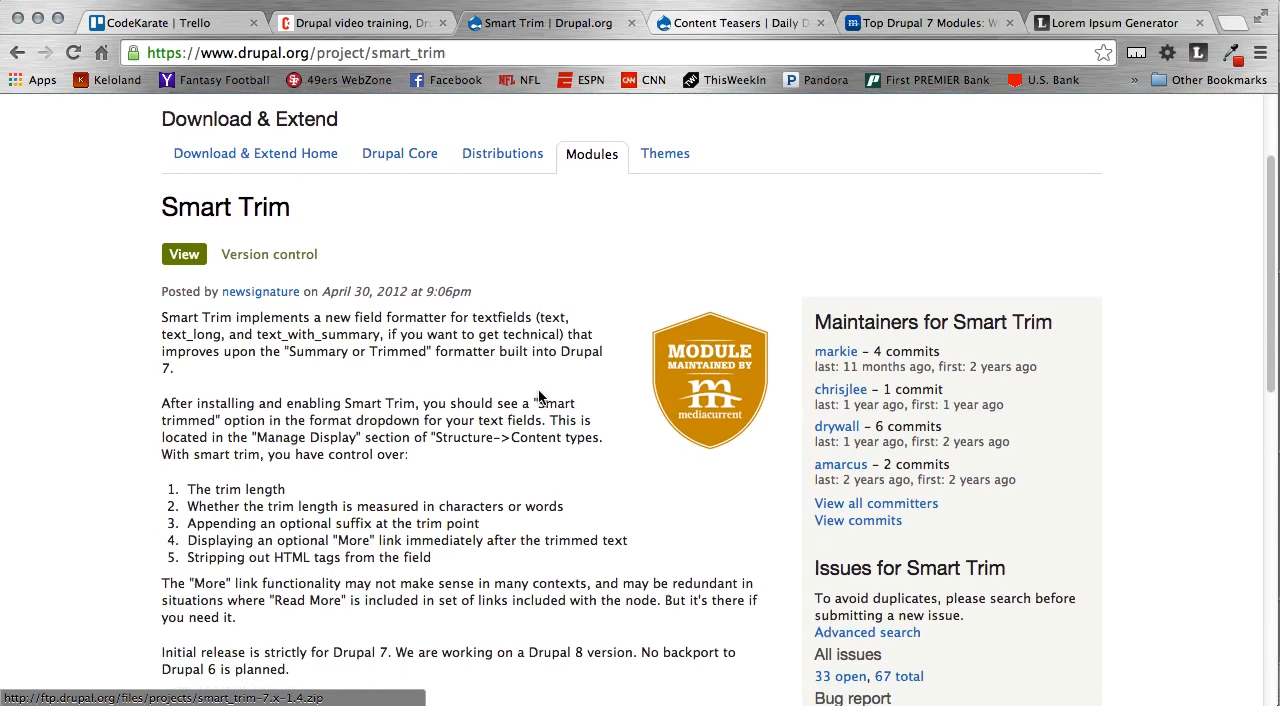 CodeKarate | Trello
Drupal video training, Dr
Smart Trim | Drupal.org
Content Teasers | Daily D
Top Drupal 7 Modules: W
Lorem Ipsum Generator
https://www.drupal.org/project/smart_trim
Apps
Keloland
Fantasy Football
49ers WebZone
Facebook
NFL
ESPN
CNN
ThisWeekIn
Pandora
First PREMIER Bank
U.S. Bank
»
Other Bookmarks
Download & Extend
Download & Extend Home
Drupal Core
Distributions
Modules
Themes
Smart Trim
View
Version control
Posted by newsignature on April 30, 2012 at 9:06pm
Smart Trim implements a new field formatter for textfields (text,
text_long, and text_with_summary, if you want to get technical) that
improves upon the "Summary or Trimmed" formatter built into Drupal
7.
After installing and enabling Smart Trim, you should see a "smart
trimmed" option in the format dropdown for your text fields. This is
located in the "Manage Display" section of "Structure->Content types.
With smart trim, you have control over:
1. The trim length
2. Whether the trim length is measured in characters or words
3. Appending an optional suffix at the trim point
4. Displaying an optional "More" link immediately after the trimmed text
5. Stripping out HTML tags from the field
The "More" link functionality may not make sense in many contexts, and may be redundant in
situations where "Read More" is included in set of links included with the node. But it's there if
you need it.
Initial release is strictly for Drupal 7. We are working on a Drupal 8 version. No backport to
Drupal 6 is planned.
MODULE
MAINTAINED BY
m
mediacurrent
Maintainers for Smart Trim
markie – 4 commits
last: 11 months ago, first: 2 years ago
chrisjlee – 1 commit
last: 1 year ago, first: 1 year ago
drywall – 6 commits
last: 1 year ago, first: 2 years ago
amarcus – 2 commits
last: 2 years ago, first: 2 years ago
View all committers
View commits
Issues for Smart Trim
To avoid duplicates, please search before
submitting a new issue.
Advanced search
All issues
33 open, 67 total
Bug report
http://ftp.drupal.org/files/projects/smart_trim-7.x-1.4.zip